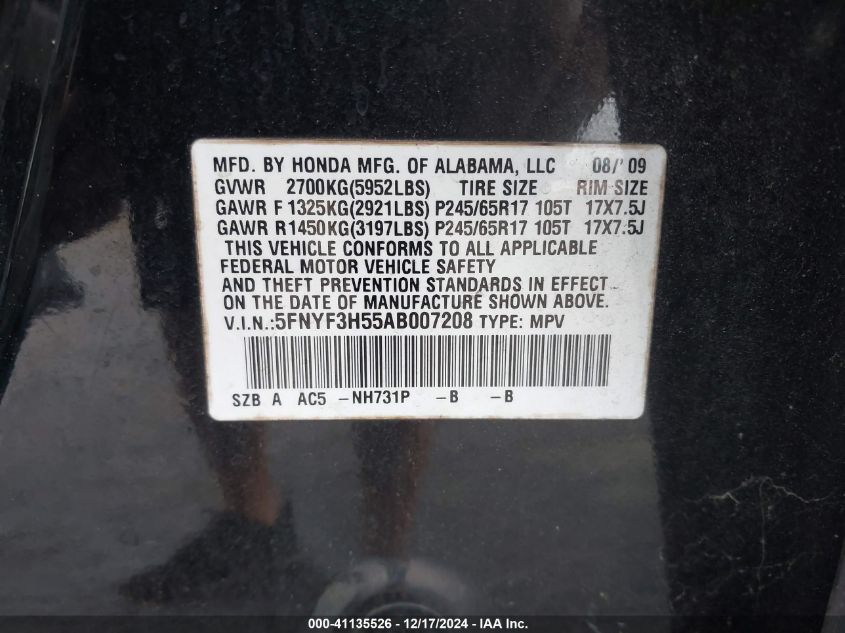 MFD. BY HONDA MFG. OF ALABAMA, LLC 08/'09
GVWR 2700KG(5952LBS) TIRE SIZE RIM SIZE
GAWR F 1325KG(2921LBS) P245/65R17 105T 17X7.5J
GAWR R1450KG(3197LBS) P245/65R17 105T 17X7.5J
THIS VEHICLE CONFORMS TO ALL APPLICABLE
FEDERAL MOTOR VEHICLE SAFETY
AND THEFT PREVENTION STANDARDS IN EFFECT
ON THE DATE OF MANUFACTURE SHOWN ABOVE.
V.I.N.:5FNYF3H55AB007208 TYPE: MPV
SZB A AC5 -NH731P -B -B
000-41135526 - 12/17/2024 - IAA Inc.